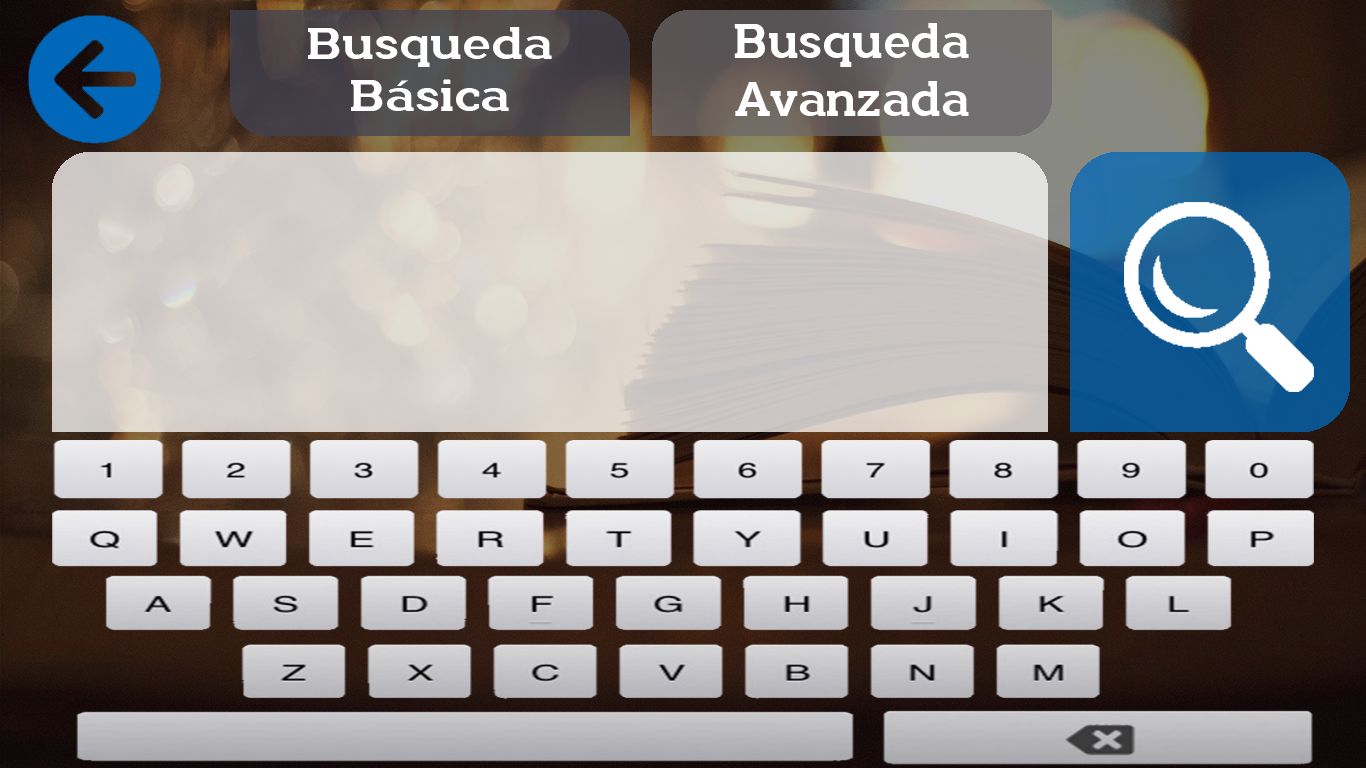 Busqueda
Básica
Busqueda
Avanzada
1 2 3 4 5 6 7 8 9 0
Q W E R T Y U I O P
A S D F G H J K L
Z X C V B N M